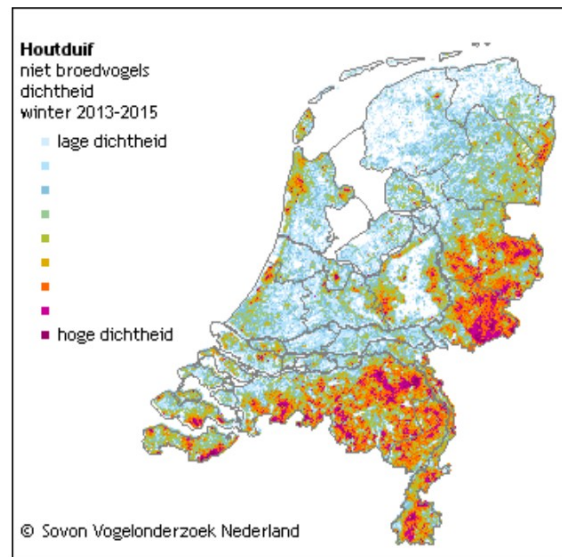 Houtduif
niet broedvogels
dichtheid
winter 2013-2015
lage dichtheid
hoge dichtheid
© Sovon Vogelonderzoek Nederland